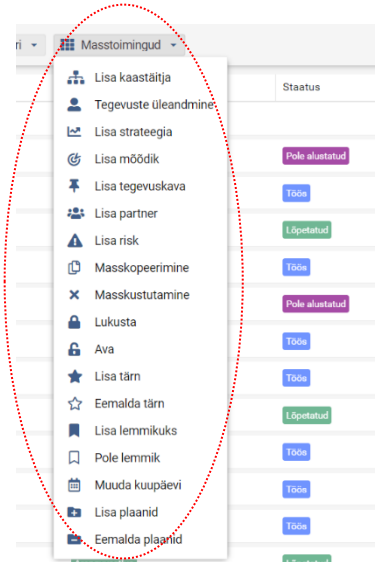 ri
Masstoimingud
Lisa kaastäitja
Staatus
Tegevuste üleandmine
Lisa strateegia
Lisa mõõdik
Pole alustatud
Lisa tegevuskava
Töös
Lisa partner
Lõpetatud
Lisa risk
Masskopeerimine
Töös
Masskustutamine
Pole alustatud
Lukusta
Ava
Töös
Lisa tärn
Töös
Eemalda tärn
Lõpetatud
Lisa lemmikuks
Pole lemmik
Töös
Muuda kuupäevi
Töös
Lisa plaanid
Töös
Eemalda plaanid